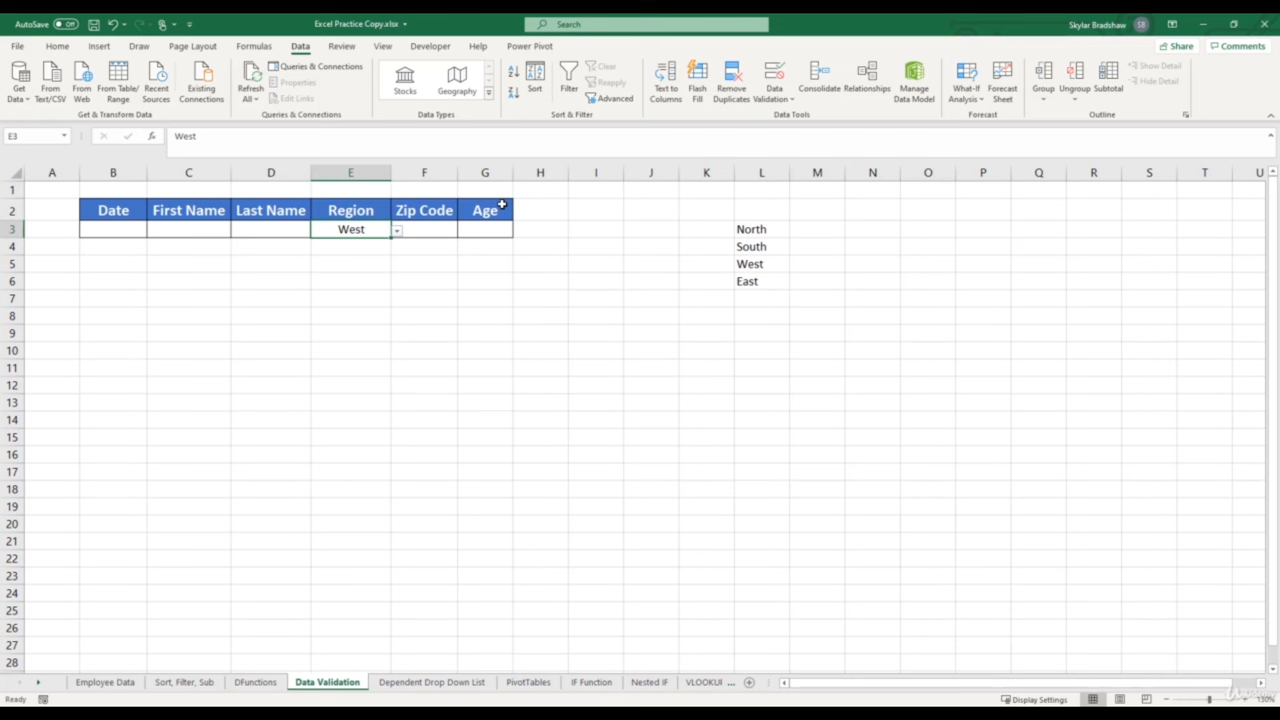 AutoSave Off Excel Practice Copy.xlsx Search Skylar Bradshaw SB
File Home Insert Draw Page Layout Formulas Data Review View Developer Help Power Pivot Share Comments
Get Data From Text/CSV From Web From Table/ Range Recent Sources Existing Connections Refresh All Queries & Connections Properties Edit Links Stocks Geography Sort Filter Clear Reapply Advanced Text to Columns Flash Fill Remove Duplicates Data Validation Consolidate Relationships Manage Data Model What-If Analysis Forecast Sheet Group Ungroup Subtotal Show Detail Hide Detail
Get & Transform Data Queries & Connections Data Types Sort & Filter Data Tools Forecast Outline
E3 fx West
A B C D E F G H I J K L M N O P Q R S T U
1
2 Date First Name Last Name Region Zip Code Age
3 West North
4 South
5 West
6 East
7
8
9
10
11
12
13
14
15
16
17
18
19
20
21
22
23
24
25
26
27
28
Employee Data Sort, Filter, Sub DFunctions Data Validation Dependent Drop Down List PivotTables IF Function Nested IF VLOOKUP ...
Ready Display Settings 130%